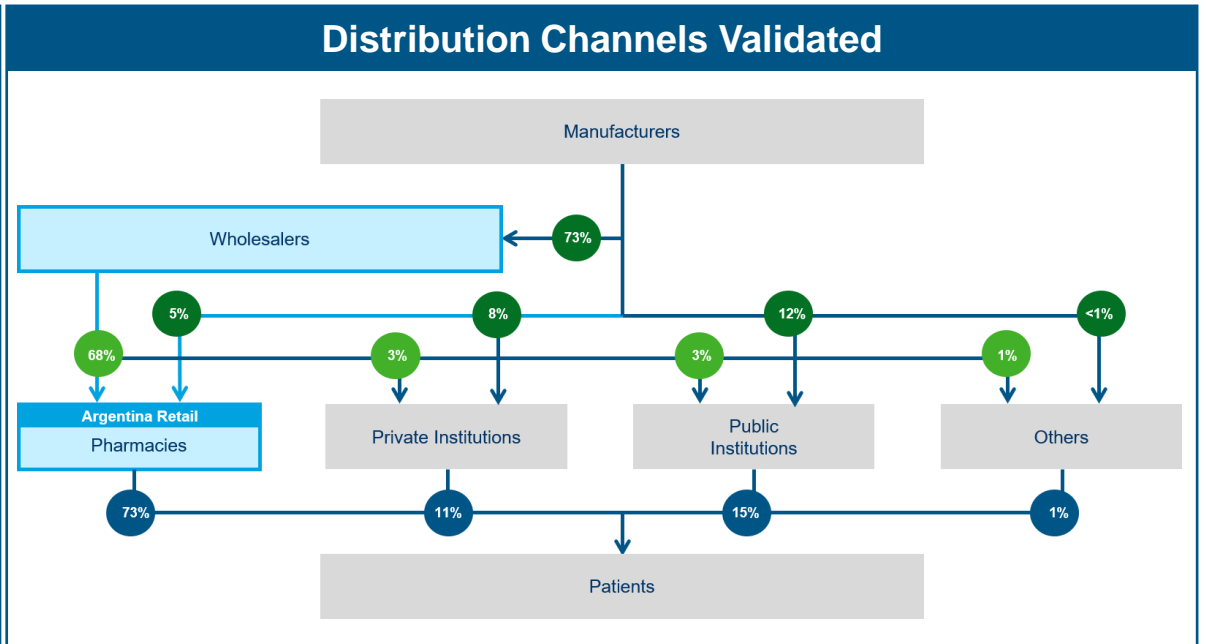 Distribution Channels Validated
Manufacturers
Wholesalers
73%
5%
8%
12%
<1%
68%
3%
3%
1%
Argentina Retail
Pharmacies
Private Institutions
Public
Institutions
Others
73%
11%
15%
1%
Patients